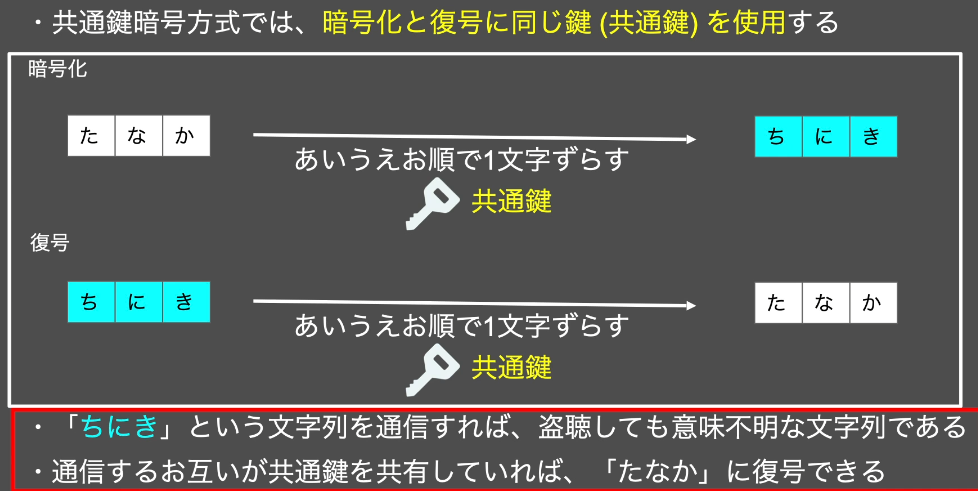 ・共通鍵暗号方式では、暗号化と復号に同じ鍵 (共通鍵) を使用する
暗号化
た な か
あいうえお順で1文字ずらす
共通鍵
ち に き
復号
ち に き
あいうえお順で1文字ずらす
共通鍵
た な か
・「ちにき」という文字列を通信すれば、盗聴しても意味不明な文字列である
・通信するお互いが共通鍵を共有していれば、「たなか」に復号できる